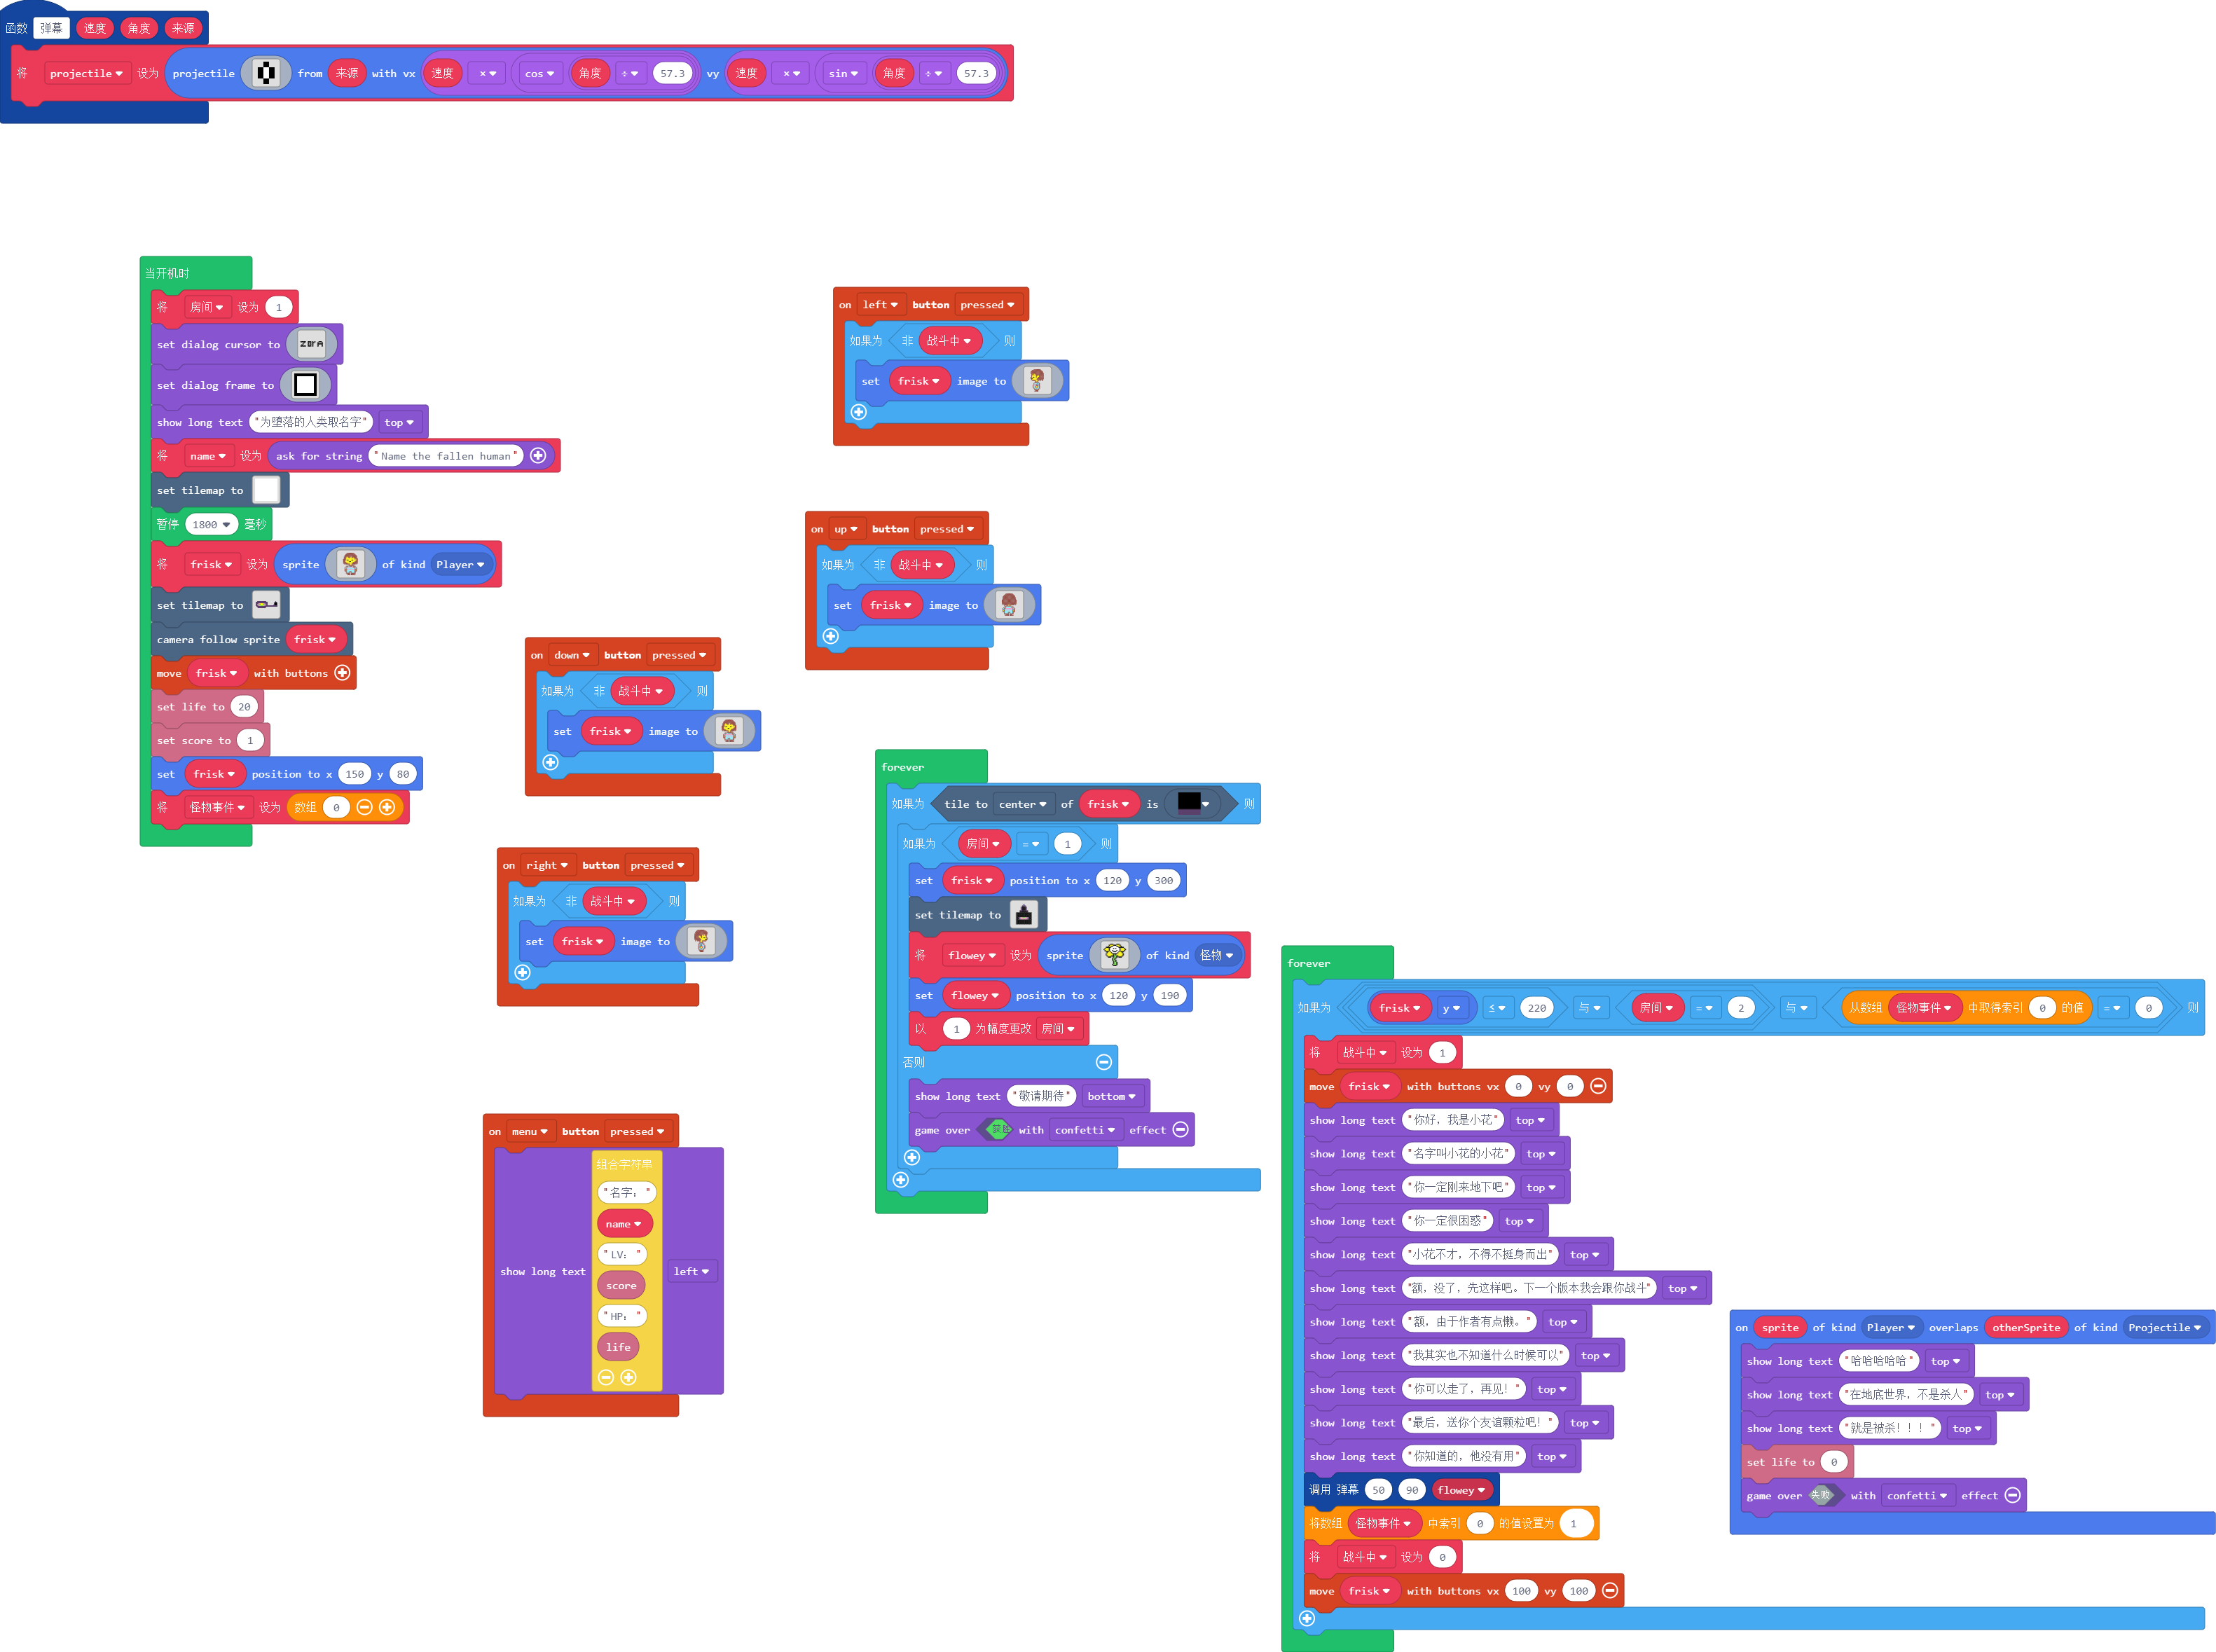 函数 弹幕 速度 角度 来源
将 projectile 设为 projectile from 来源 with vx 速度 × cos 角度 ÷ 57.3 vy 速度 × sin 角度 ÷ 57.3
当开机时
将 房间 设为 1
set dialog cursor to ZORA
set dialog frame to
show long text "为堕落的人类取名字" top
将 name 设为 ask for string "Name the fallen human"
set tilemap to
暂停 1800 毫秒
将 frisk 设为 sprite of kind Player
set tilemap to
camera follow sprite frisk
move frisk with buttons
set life to 20
set score to 1
set frisk position to x 150 y 80
将 怪物事件 设为 数组 0
on left button pressed
如果为 非 战斗中 则
set frisk image to
on up button pressed
如果为 非 战斗中 则
set frisk image to
on down button pressed
如果为 非 战斗中 则
set frisk image to
on right button pressed
如果为 非 战斗中 则
set frisk image to
on menu button pressed
show long text 组合字符串 left
"名字："
name
"LV："
score
"HP："
life
forever
如果为 tile to center of frisk is 则
如果为 房间 = 1 则
set frisk position to x 120 y 300
set tilemap to
将 flowey 设为 sprite of kind 怪物
set flowey position to x 120 y 190
以 1 为幅度更改 房间
否则
show long text "敬请期待" bottom
game over with confetti effect
forever
如果为 frisk y ≤ 220 与 房间 = 2 与 从数组 怪物事件 中取得索引 0 的值 = 0 则
将 战斗中 设为 1
move frisk with buttons vx 0 vy 0
show long text "你好，我是小花" top
show long text "名字叫小花的小花" top
show long text "你一定刚来地下吧" top
show long text "你一定很困惑" top
show long text "小花不才，不得不挺身而出" top
show long text "额，没了，先这样吧。下一个版本我会跟你战斗" top
show long text "额，由于作者有点懒。" top
show long text "我其实也不知道什么时候可以" top
show long text "你可以走了，再见！" top
show long text "最后，送你个友谊颗粒吧！" top
show long text "你知道的，他没有用" top
调用 弹幕 50 90 flowey
将数组 怪物事件 中索引 0 的值设置为 1
将 战斗中 设为 0
move frisk with buttons vx 100 vy 100
on sprite of kind Player overlaps otherSprite of kind Projectile
show long text "哈哈哈哈哈" top
show long text "在地底世界，不是杀人" top
show long text "就是被杀！！！" top
set life to 0
game over 失败 with confetti effect